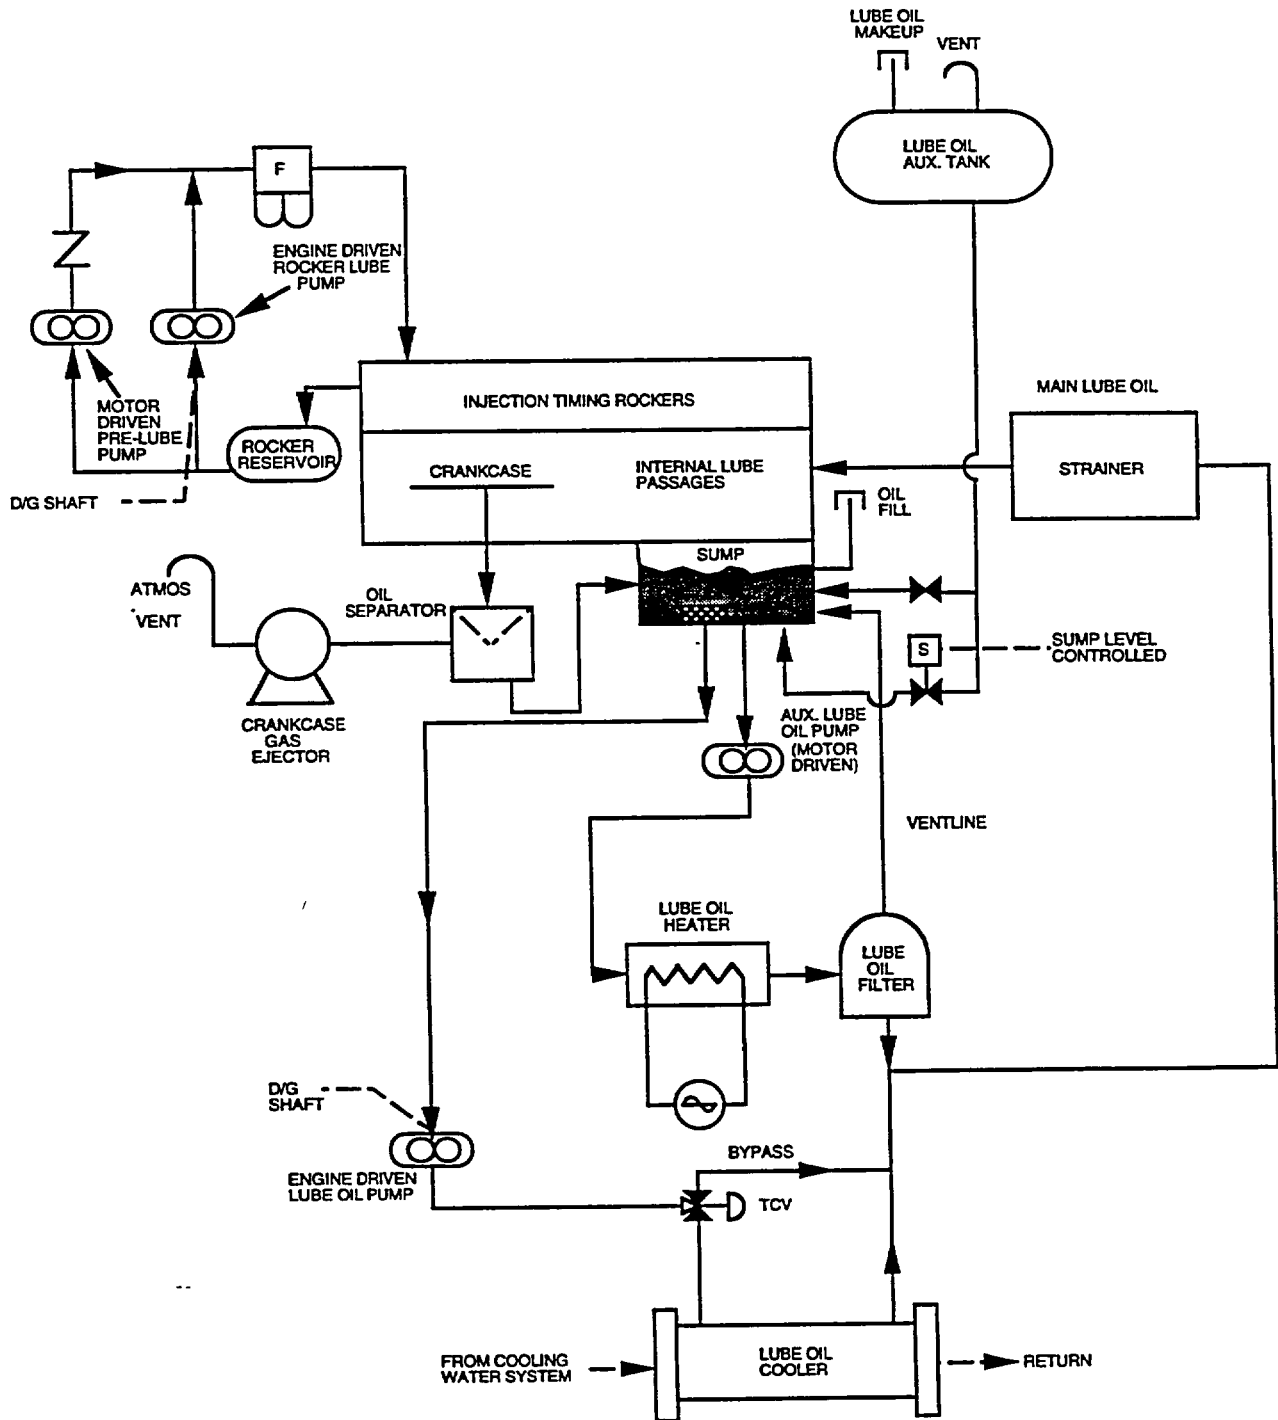 LUBE OIL
MAKEUP
VENT
LUBE OIL
AUX. TANK
F
ENGINE DRIVEN
ROCKER LUBE
PUMP
MOTOR
DRIVEN
PRE-LUBE
PUMP
ROCKER
RESERVOIR
D/G SHAFT
INJECTION TIMING ROCKERS
CRANKCASE
INTERNAL LUBE
PASSAGES
MAIN LUBE OIL
STRAINER
OIL
FILL
SUMP
ATMOS
VENT
OIL
SEPARATOR
CRANKCASE
GAS
EJECTOR
S
SUMP LEVEL
CONTROLLED
AUX. LUBE
OIL PUMP
(MOTOR
DRIVEN)
VENTLINE
LUBE OIL
HEATER
LUBE
OIL
FILTER
D/G
SHAFT
ENGINE DRIVEN
LUBE OIL PUMP
BYPASS
TCV
FROM COOLING
WATER SYSTEM
LUBE OIL
COOLER
RETURN